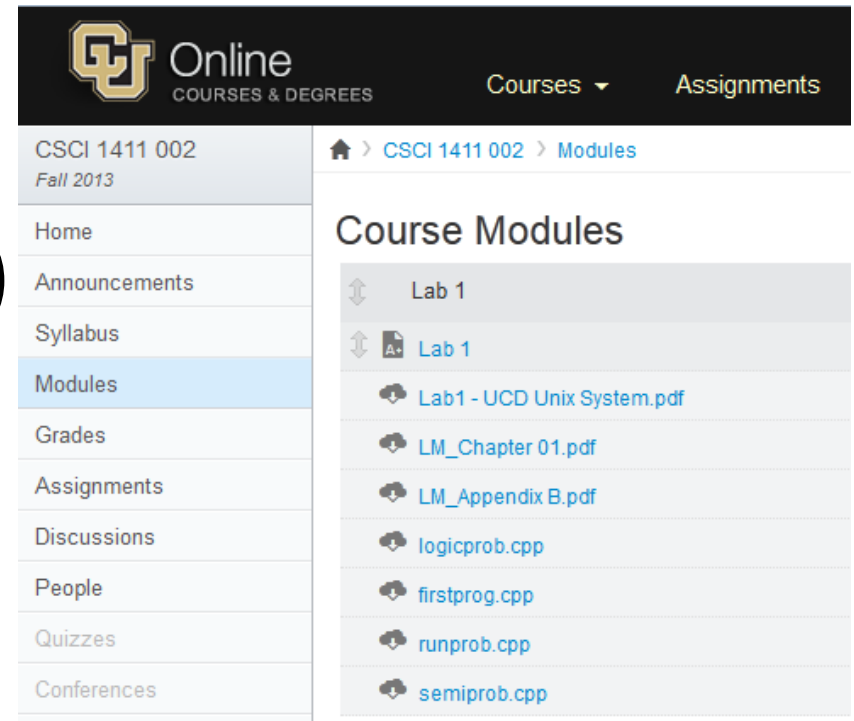 CU Online
COURSES & DEGREES
Courses
Assignments
CSCI 1411 002
Fall 2013
Home
Announcements
Syllabus
Modules
Grades
Assignments
Discussions
People
Quizzes
Conferences
CSCI 1411 002 > Modules
Course Modules
Lab 1
A+ Lab 1
Lab1 - UCD Unix System.pdf
LM_Chapter 01.pdf
LM_Appendix B.pdf
logicprob.cpp
firstprog.cpp
runprob.cpp
semiprob.cpp